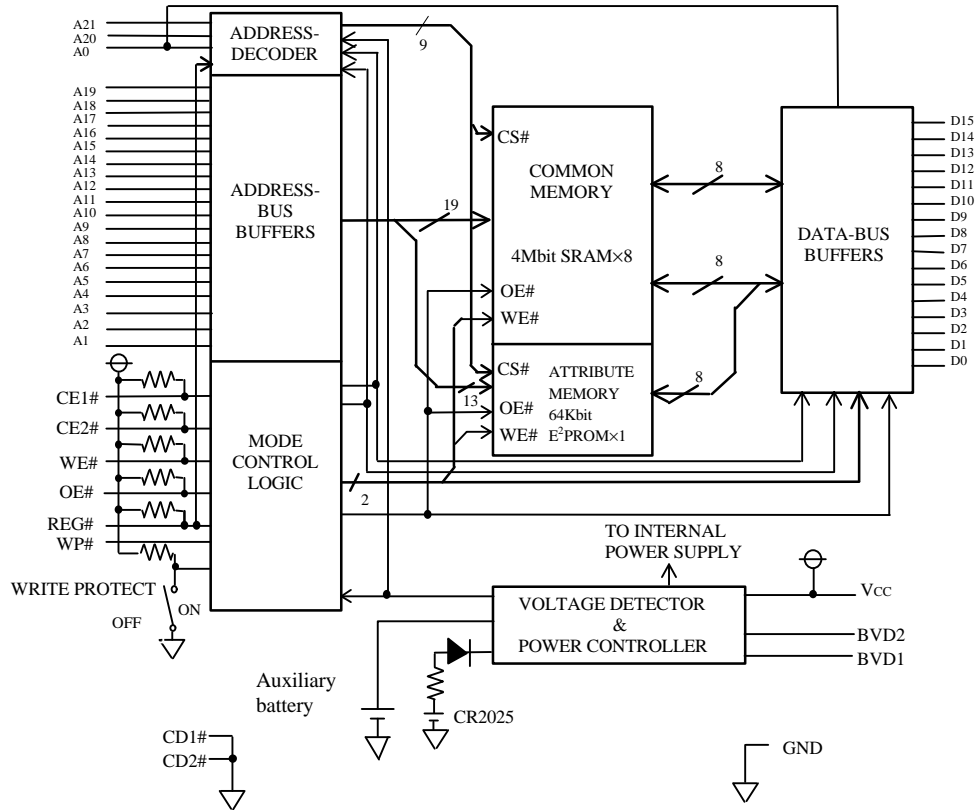 A21
A20
A0
ADDRESS-
DECODER
9
A19
A18
A17
A16
A15
A14
A13
A12
A11
A10
A9
A8
A7
A6
A5
A4
A3
A2
A1
ADDRESS-
BUS
BUFFERS
19
CS#
COMMON
MEMORY
4Mbit SRAM×8
OE#
WE#
CS#
13
ATTRIBUTE
MEMORY
OE#
64Kbit
WE#
E²PROM×1
8
8
8
DATA-BUS
BUFFERS
D15
D14
D13
D12
D11
D10
D9
D8
D7
D6
D5
D4
D3
D2
D1
D0
CE1#
CE2#
WE#
OE#
REG#
WP#
MODE
CONTROL
LOGIC
2
WRITE PROTECT
ON
OFF
TO INTERNAL
POWER SUPPLY
VOLTAGE DETECTOR
&
POWER CONTROLLER
VCC
BVD2
BVD1
Auxiliary
battery
CR2025
CD1#
CD2#
GND